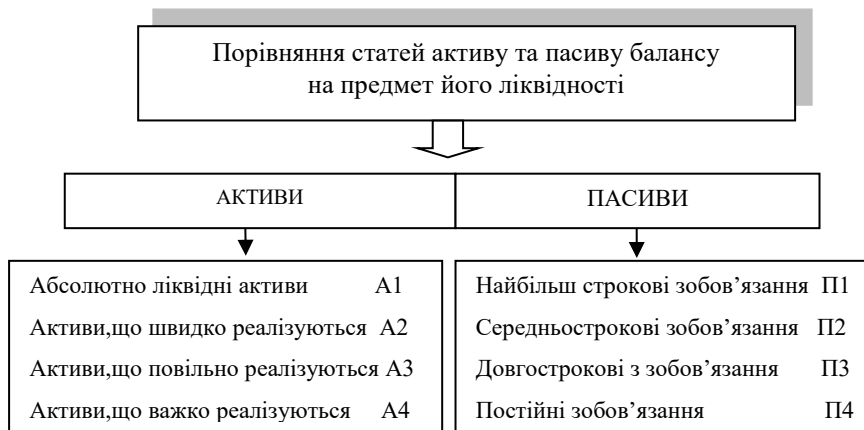 Порівняння статей активу та пасиву балансу
на предмет його ліквідності
АКТИВИ
ПАСИВИ
Абсолютно ліквідні активи А1
Активи,що швидко реалізуються А2
Активи,що повільно реалізуються А3
Активи,що важко реалізуються А4
Найбільш строкові зобов’язання П1
Середньострокові зобов’язання П2
Довгострокові з зобов’язання П3
Постійні зобов’язання П4